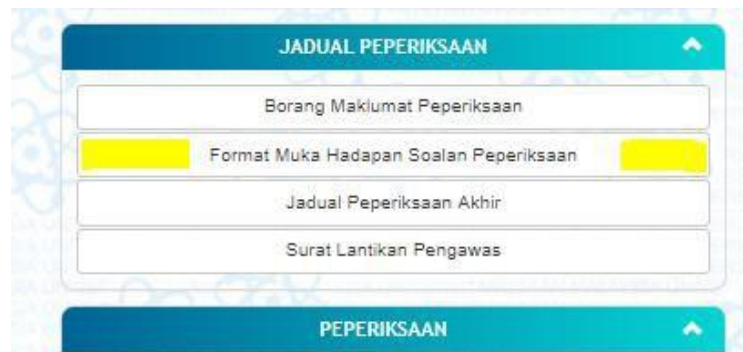 JADUAL PEPERIKSAAN
Borang Maklumat Peperiksaan
Format Muka Hadapan Soalan Peperiksaan
Jadual Peperiksaan Akhir
Surat Lantikan Pengawas
PEPERIKSAAN